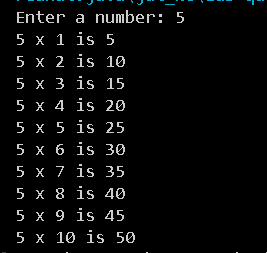 Enter a number: 5
5 x 1 is 5
5 x 2 is 10
5 x 3 is 15
5 x 4 is 20
5 x 5 is 25
5 x 6 is 30
5 x 7 is 35
5 x 8 is 40
5 x 9 is 45
5 x 10 is 50